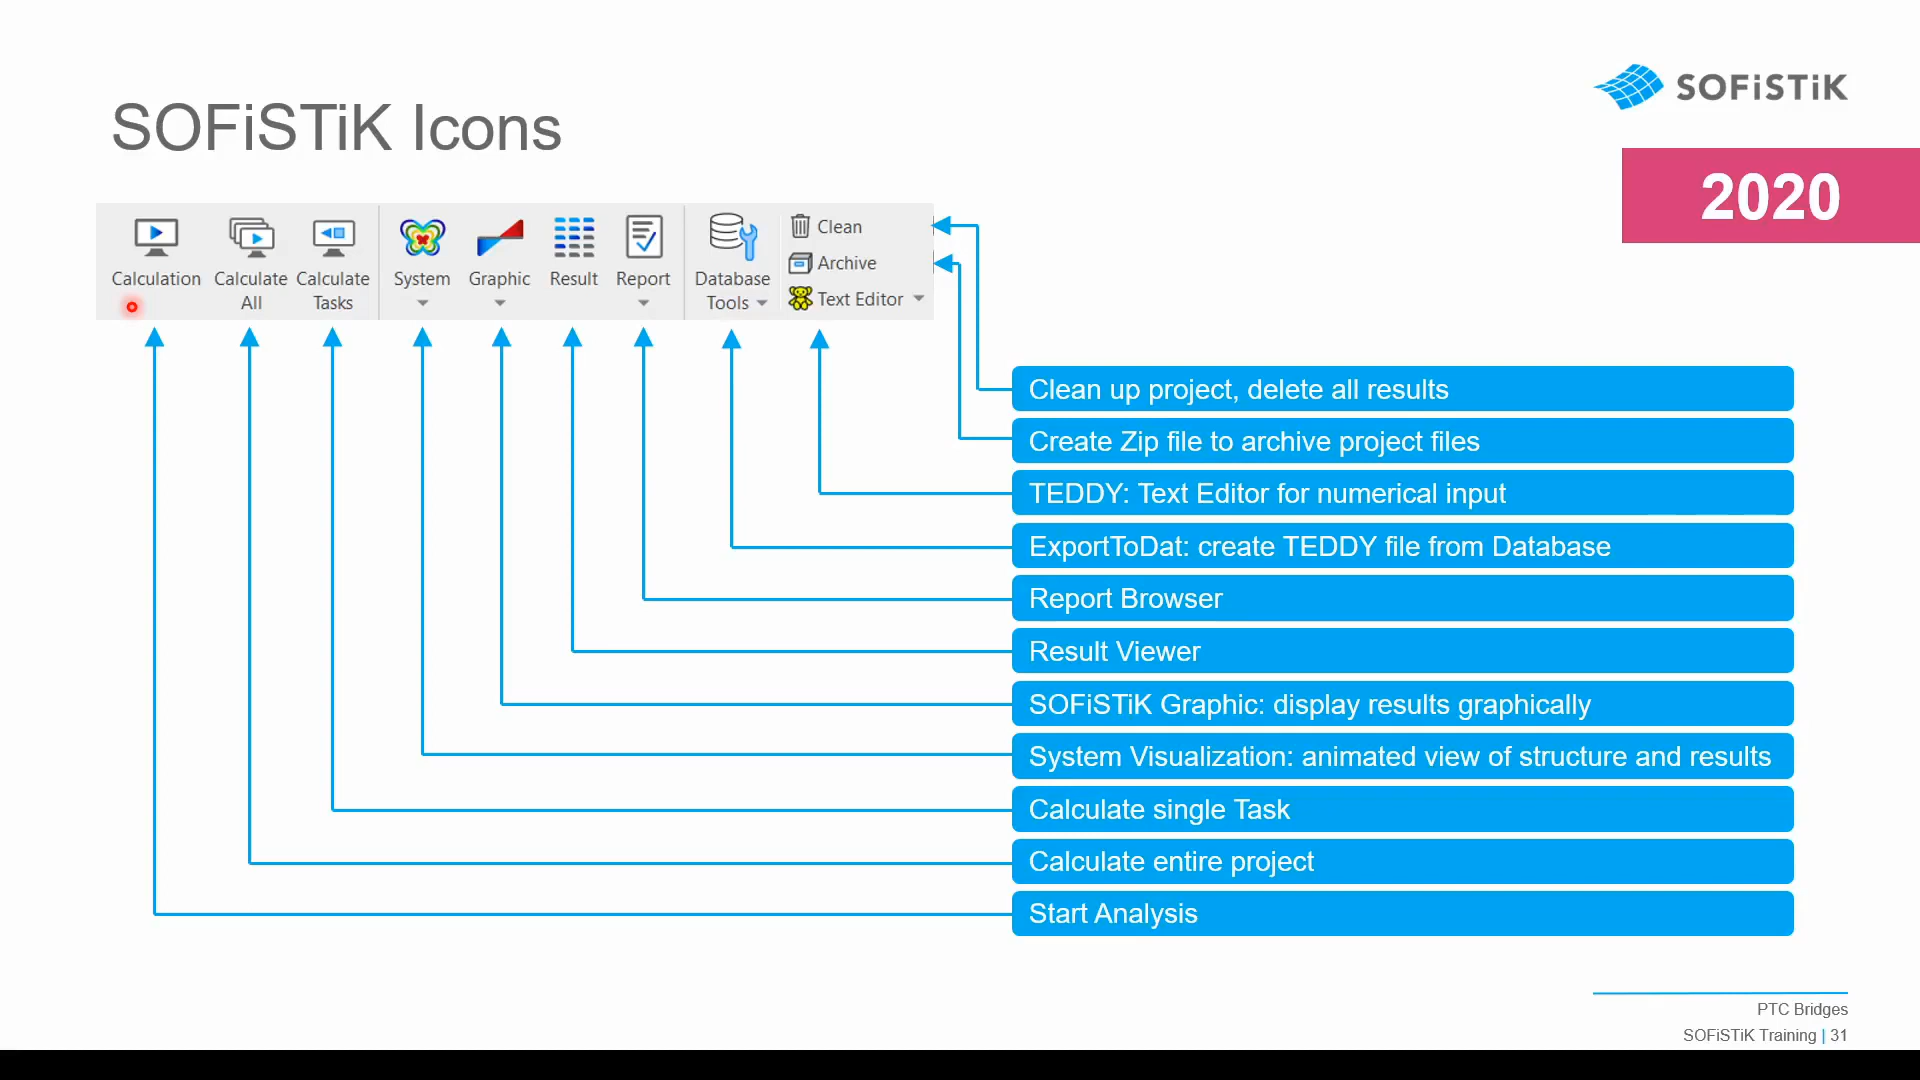 SOFiSTiK
SOFiSTiK Icons
2020
Calculation
Calculate
All
Calculate
Tasks
System
Graphic
Result
Report
Database
Tools
Clean
Archive
Text Editor
Clean up project, delete all results
Create Zip file to archive project files
TEDDY: Text Editor for numerical input
ExportToDat: create TEDDY file from Database
Report Browser
Result Viewer
SOFiSTiK Graphic: display results graphically
System Visualization: animated view of structure and results
Calculate single Task
Calculate entire project
Start Analysis
PTC Bridges
SOFiSTiK Training | 31